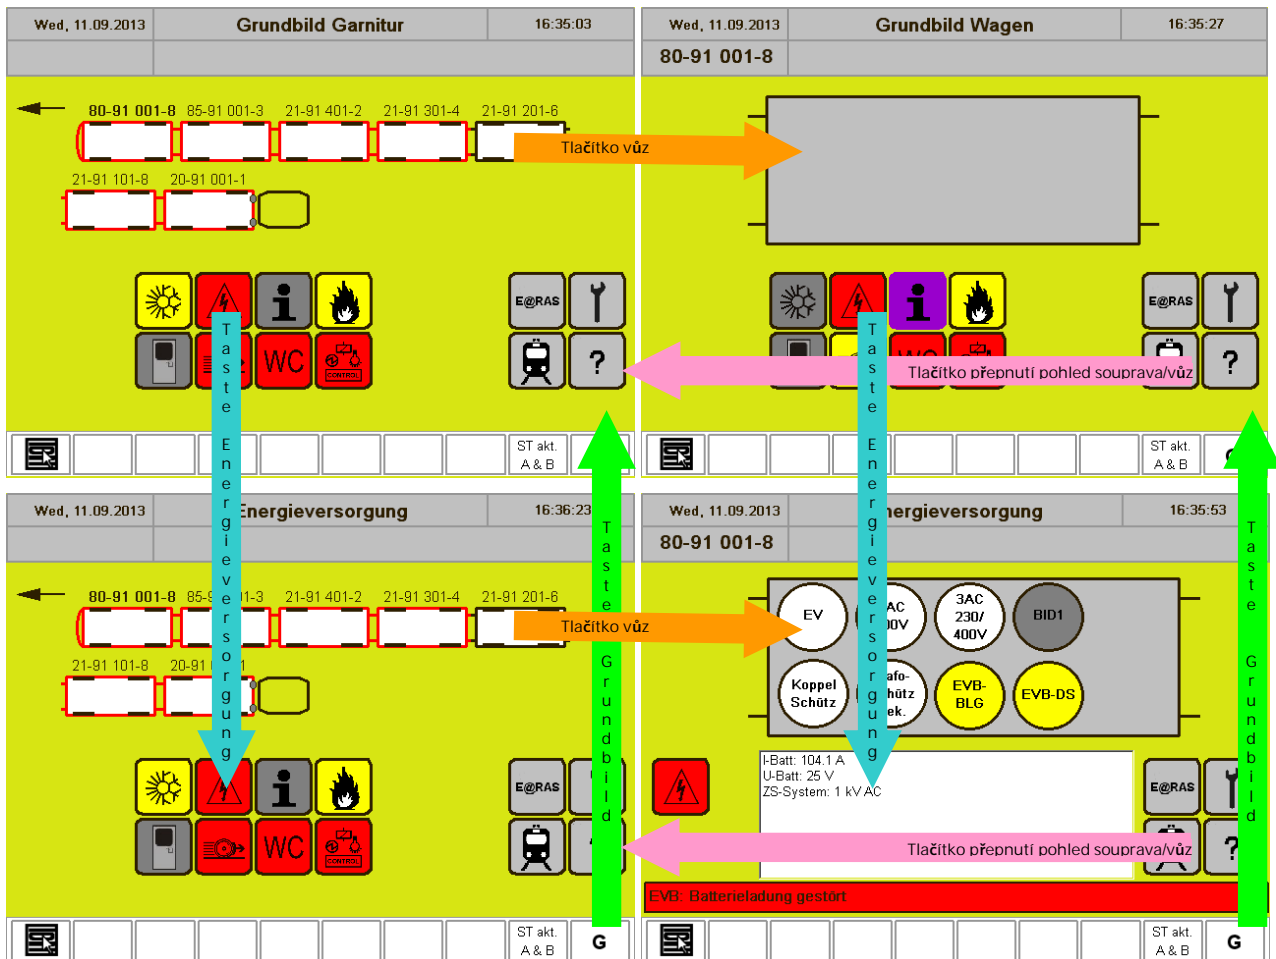 Wed, 11.09.2013
Grundbild Garnitur
16:35:03
80-91 001-8 85-91 001-3 21-91 401-2 21-91 301-4 21-91 201-6
21-91 101-8 20-91 001-1
E@RAS
WC
CONTROL
?
ST akt.
A & B
Wed, 11.09.2013
Grundbild Wagen
16:35:27
80-91 001-8
Tlačítko vůz
E@RAS
?
Tlačítko přepnutí pohled souprava/vůz
ST akt.
A & B
Taste Energieversorgung
Taste Energieversorgung
Taste Grundbild
Taste Grundbild
Wed, 11.09.2013
Energieversorgung
16:36:23
80-91 001-8 21-91 401-2 21-91 301-4 21-91 201-6
21-91 101-8
E@RAS
WC
CONTROL
ST akt.
A & B
G
Wed, 11.09.2013
nergieversorgung
16:35:53
80-91 001-8
Tlačítko vůz
EV
3AC
230/
400V
BID1
Koppel
Schütz
EVB-
BLG
EVB-DS
I-Batt: 104.1 A
U-Batt: 25 V
ZS-System: 1 kV AC
E@RAS
?
Tlačítko přepnutí pohled souprava/vůz
EVB: Batterieladung gestört
ST akt.
A & B
G